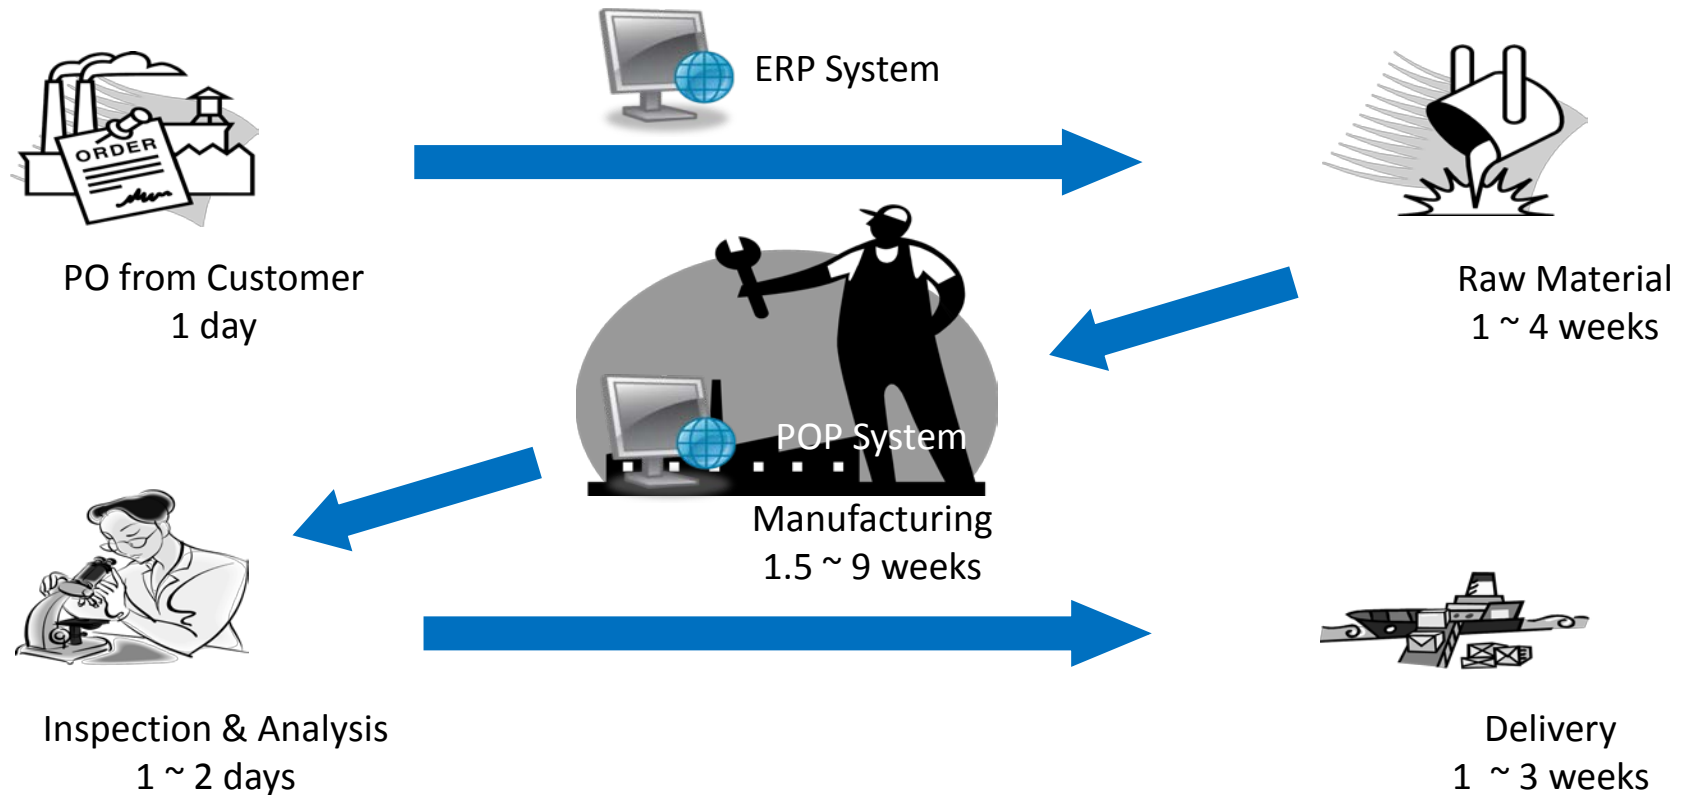 ERP System
ORDER
PO from Customer
1 day
Raw Material
1 ~ 4 weeks
POP System
Manufacturing
1.5 ~ 9 weeks
Inspection & Analysis
1 ~ 2 days
Delivery
1 ~ 3 weeks